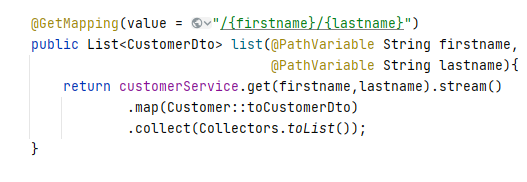 @GetMapping(value = "/{firstname}/{lastname}")
public List<CustomerDto> list(@PathVariable String firstname,
@PathVariable String lastname){
return customerService.get(firstname,lastname).stream()
.map(Customer::toCustomerDto)
.collect(Collectors.toList());
}